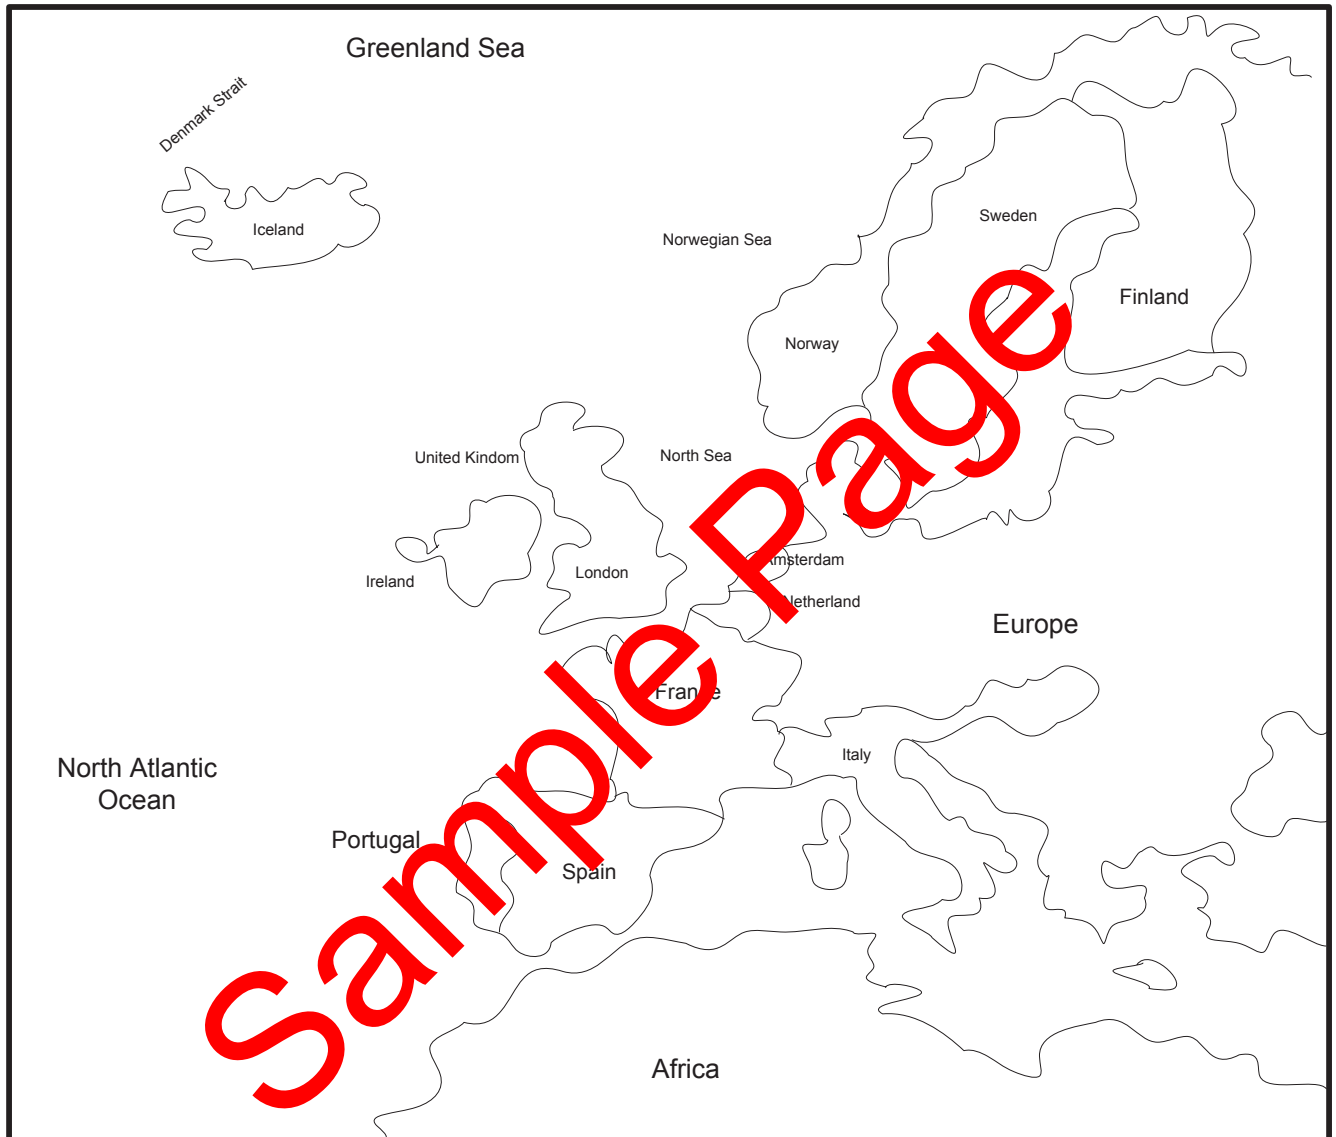 Greenland Sea
Denmark Strait
Iceland
Sweden
Norwegian Sea
Finland
Norway
United Kindom
North Sea
Amsterdam
London
Ireland
Netherland
Europe
France
Italy
North Atlantic
Ocean
Portugal
Spain
Africa
Sample Page